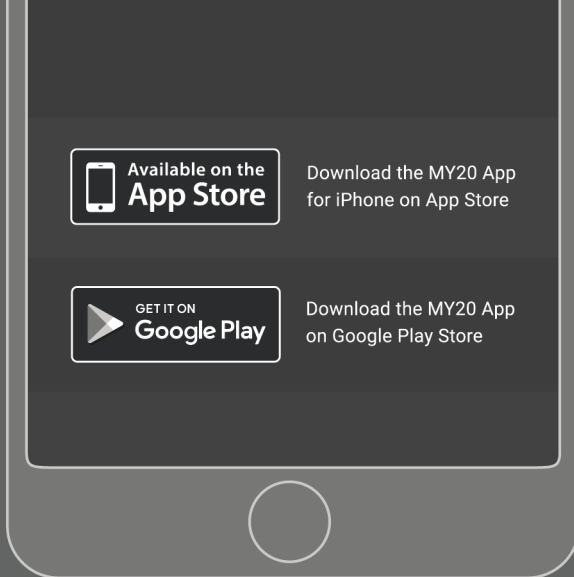 Available on the
App Store
Download the MY20 App
for iPhone on App Store
GET IT ON
Google Play
Download the MY20 App
on Google Play Store